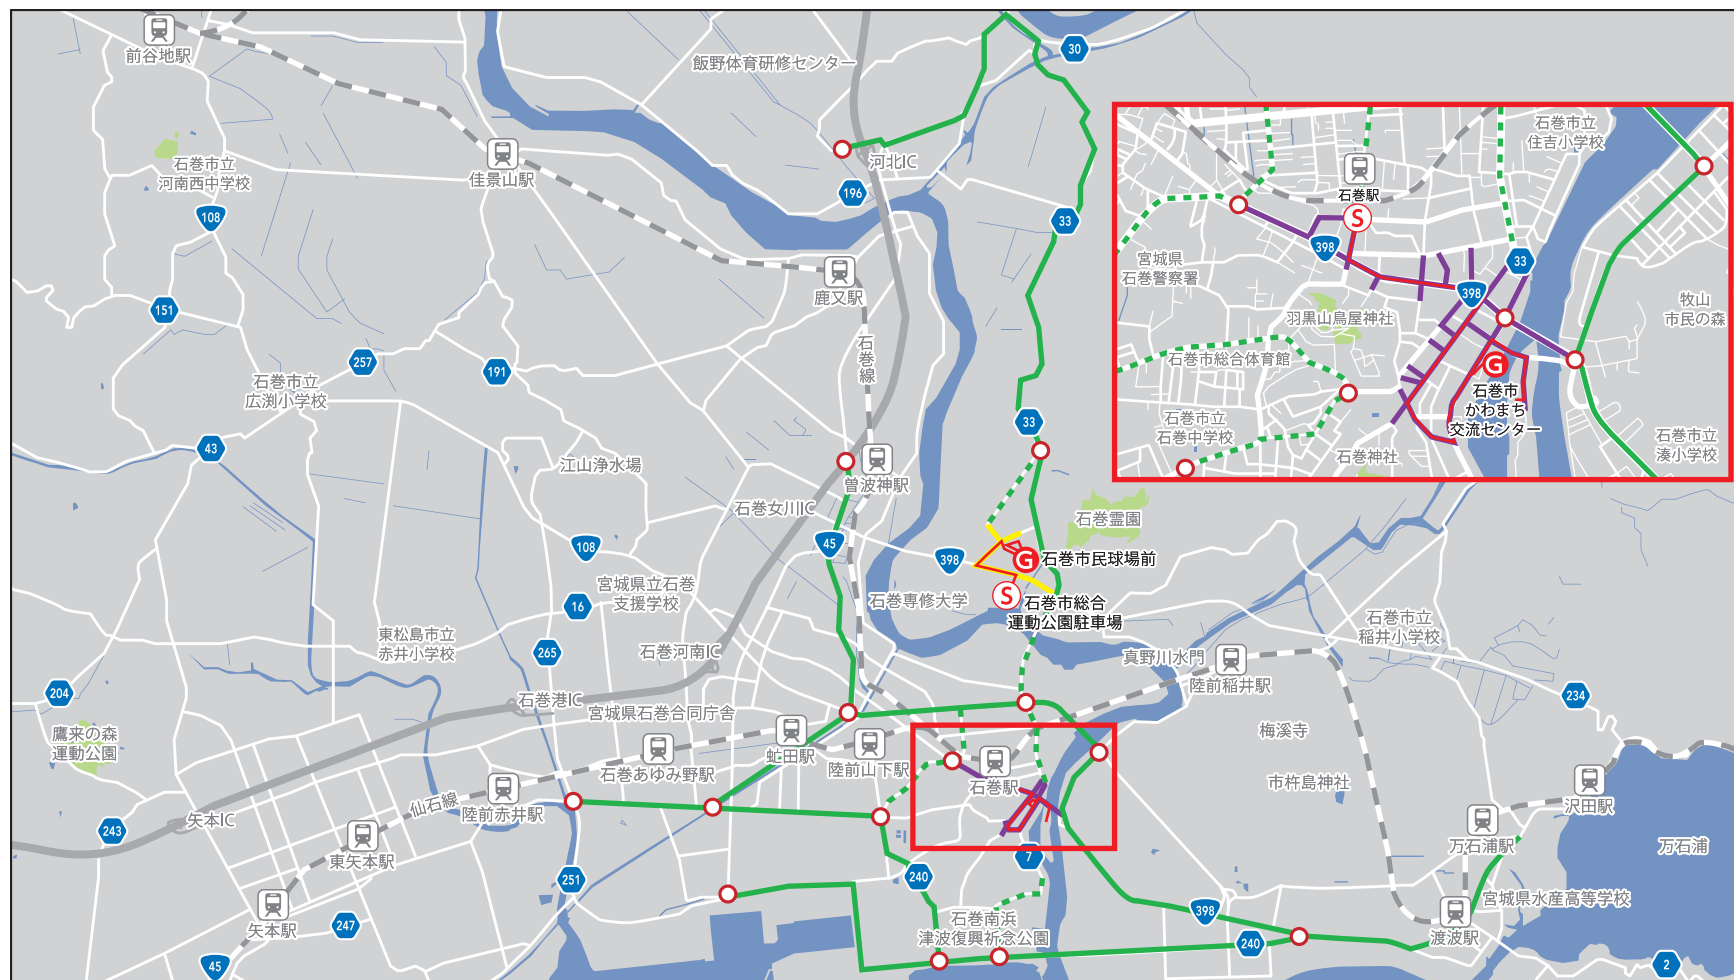 前谷地駅
飯野体育研修センター
30
佳景山駅
河北IC
196
石巻市立
河南西中学校
108
33
鹿又駅
石巻線
151
257
191
石巻市立
広渕小学校
43
33
江山浄水場
曽波神駅
石巻女川IC
45
398
108
石巻霊園
G
石巻市民球場前
S
石巻市総合
運動公園駐車場
石巻専修大学
宮城県立石巻
支援学校
16
265
東松島市立
赤井小学校
石巻河南IC
石巻港IC
宮城県石巻合同庁舎
204
鷹来の森
運動公園
石巻あゆみ野駅
蛇田駅
陸前山下駅
石巻駅
真野川水門
陸前稲井駅
石巻市立
稲井小学校
234
梅溪寺
市杵島神社
沢田駅
万石浦駅
万石浦
宮城県水産高等学校
渡波駅
2
仙石線
陸前赤井駅
矢本IC
243
東矢本駅
矢本駅
247
45
251
240
7
石巻南浜
津波復興祈念公園
398
240
石巻市立
住吉小学校
石巻駅
S
398
33
宮城県
石巻警察署
398
羽黒山鳥屋神社
牧山
市民の森
石巻市総合体育館
G
石巻市
かわまち
交流センター
石巻市立
石巻中学校
石巻神社
石巻市立
湊小学校